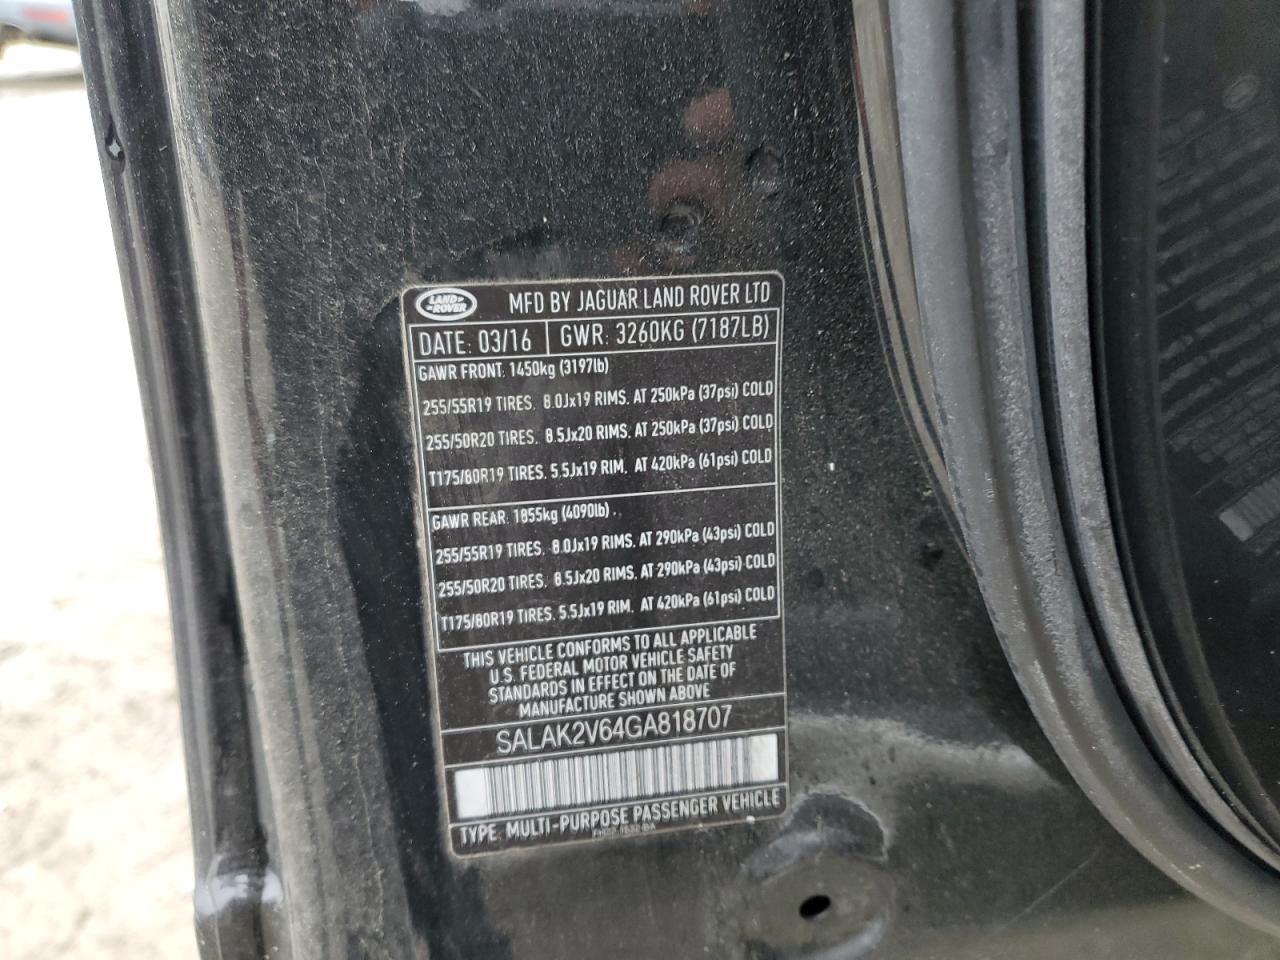 LAND ROVER MFD BY JAGUAR LAND ROVER LTD
DATE: 03/16 GWR: 3260KG (7187LB)
GAWR FRONT. 1450kg (3197lb)
255/55R19 TIRES. 8.0Jx19 RIMS. AT 250kPa (37psi) COLD
255/50R20 TIRES. 8.5Jx20 RIMS. AT 250kPa (37psi) COLD
T175/80R19 TIRES. 5.5Jx19 RIM. AT 420kPa (61psi) COLD
GAWR REAR: 1855kg (4090lb). .
255/55R19 TIRES. 8.0Jx19 RIMS. AT 290kPa (43psi) COLD
255/50R20 TIRES. 8.5Jx20 RIMS. AT 290kPa (43psi) COLD
T175/80R19 TIRES. 5.5Jx19 RIM. AT 420kPa (61psi) COLD
THIS VEHICLE CONFORMS TO ALL APPLICABLE
U.S. FEDERAL MOTOR VEHICLE SAFETY
STANDARDS IN EFFECT ON THE DATE OF
MANUFACTURE SHOWN ABOVE
SALAK2V64GA818707
TYPE: MULTI-PURPOSE PASSENGER VEHICLE